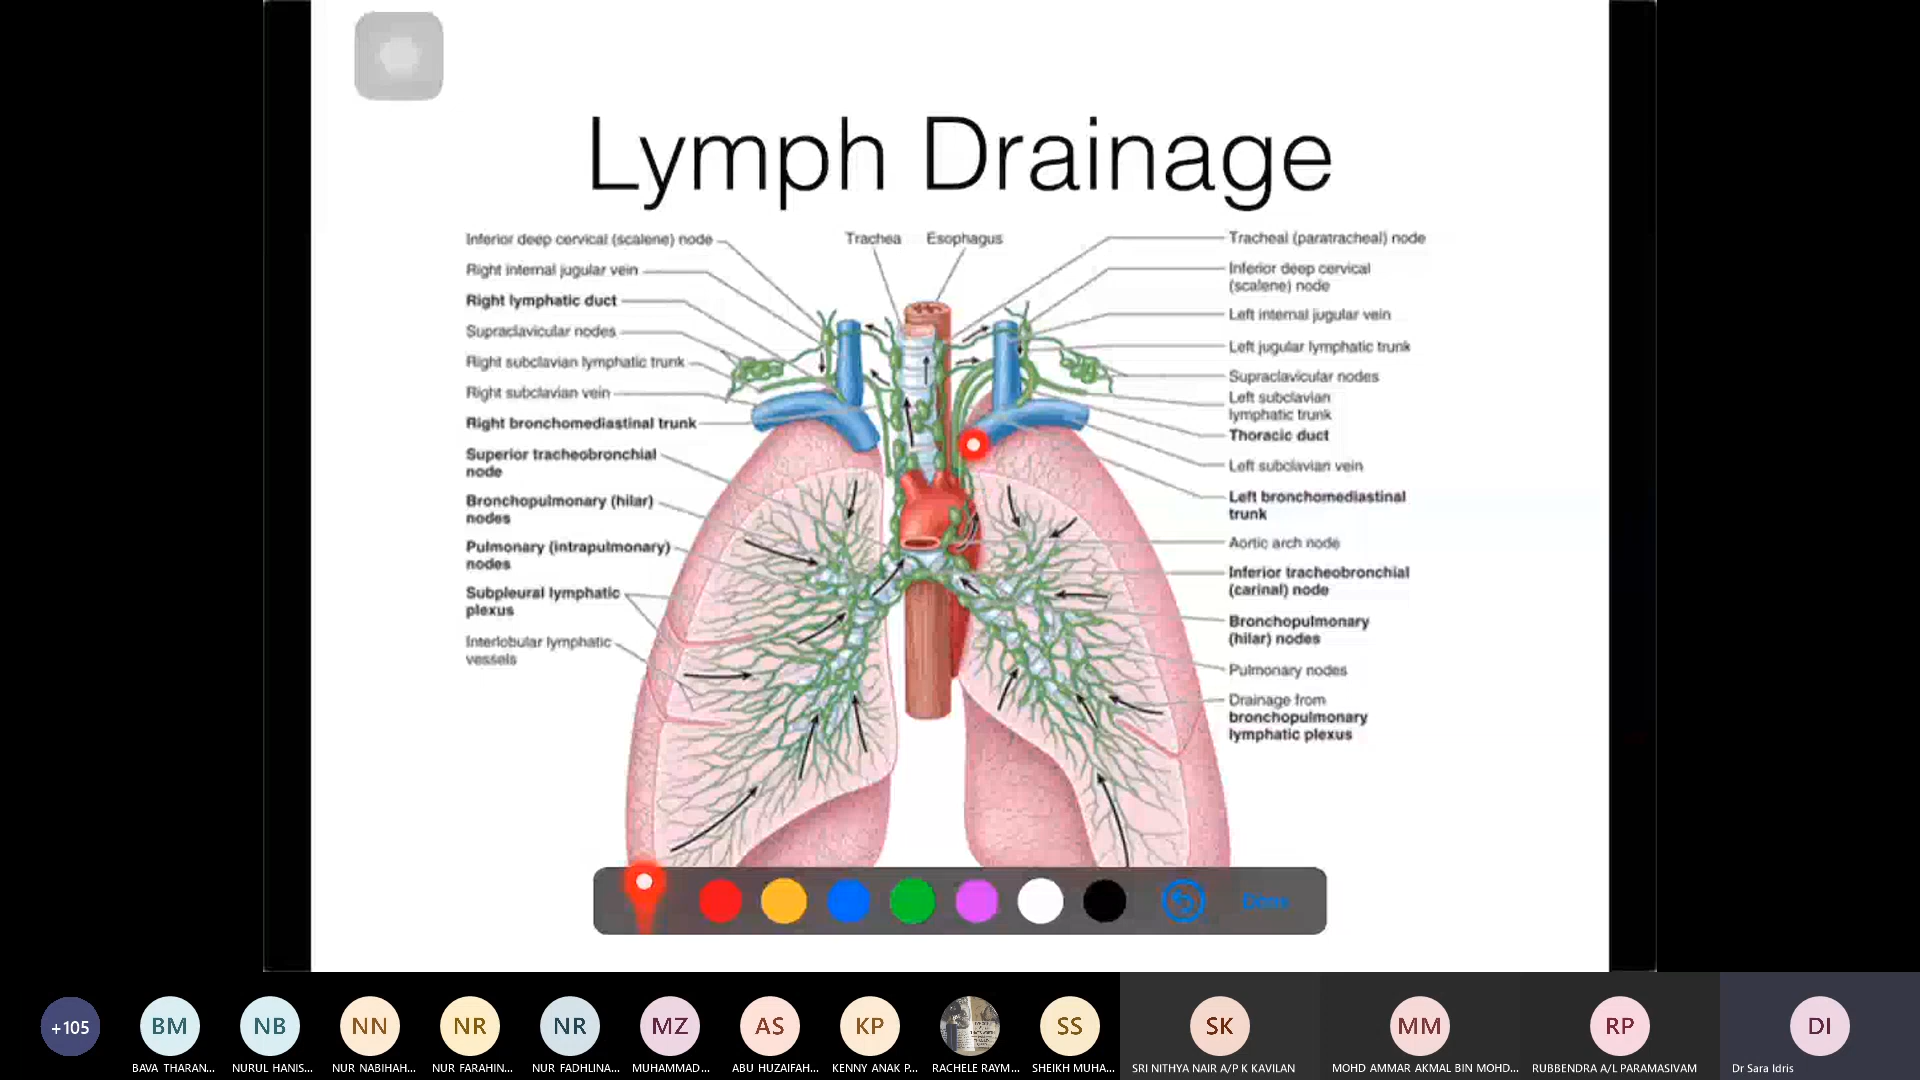 Lymph Drainage
Inferior deep cervical (scalene) node
Right internal jugular vein
Right lymphatic duct
Supraclavicular nodes
Right subclavian lymphatic trunk
Right subclavian vein
Right bronchomediastinal trunk
Superior tracheobronchial
node
Bronchopulmonary (hilar)
nodes
Pulmonary (intrapulmonary)
nodes
Subpleural lymphatic
plexus
Interlobular lymphatic
vessels
Trachea
Esophagus
Tracheal (paratracheal) node
Inferior deep cervical
(scalene) node
Left internal jugular vein
Left jugular lymphatic trunk
Supraclavicular nodes
Left subclavian
lymphatic trunk
Thoracic duct
Left subclavian vein
Left bronchomediastinal
trunk
Aortic arch node
Inferior tracheobronchial
(carinal) node
Bronchopulmonary
(hilar) nodes
Pulmonary nodes
Drainage from
bronchopulmonary
lymphatic plexus
Done
+105
BM
NB
NN
NR
NR
MZ
AS
KP
SS
SK
MM
RP
DI
BAVA THARAN...
NURUL HANIS...
NUR NABIHAH...
NUR FARAHIN...
NUR FADHLINA...
MUHAMMAD...
ABU HUZAIFAH...
KENNY ANAK P...
RACHELE RAYM...
SHEIKH MUHA...
SRI NITHYA NAIR A/P K KAVILAN
MOHD AMMAR AKMAL BIN MOHD...
RUBBENDRA A/L PARAMASIVAM
Dr Sara Idris